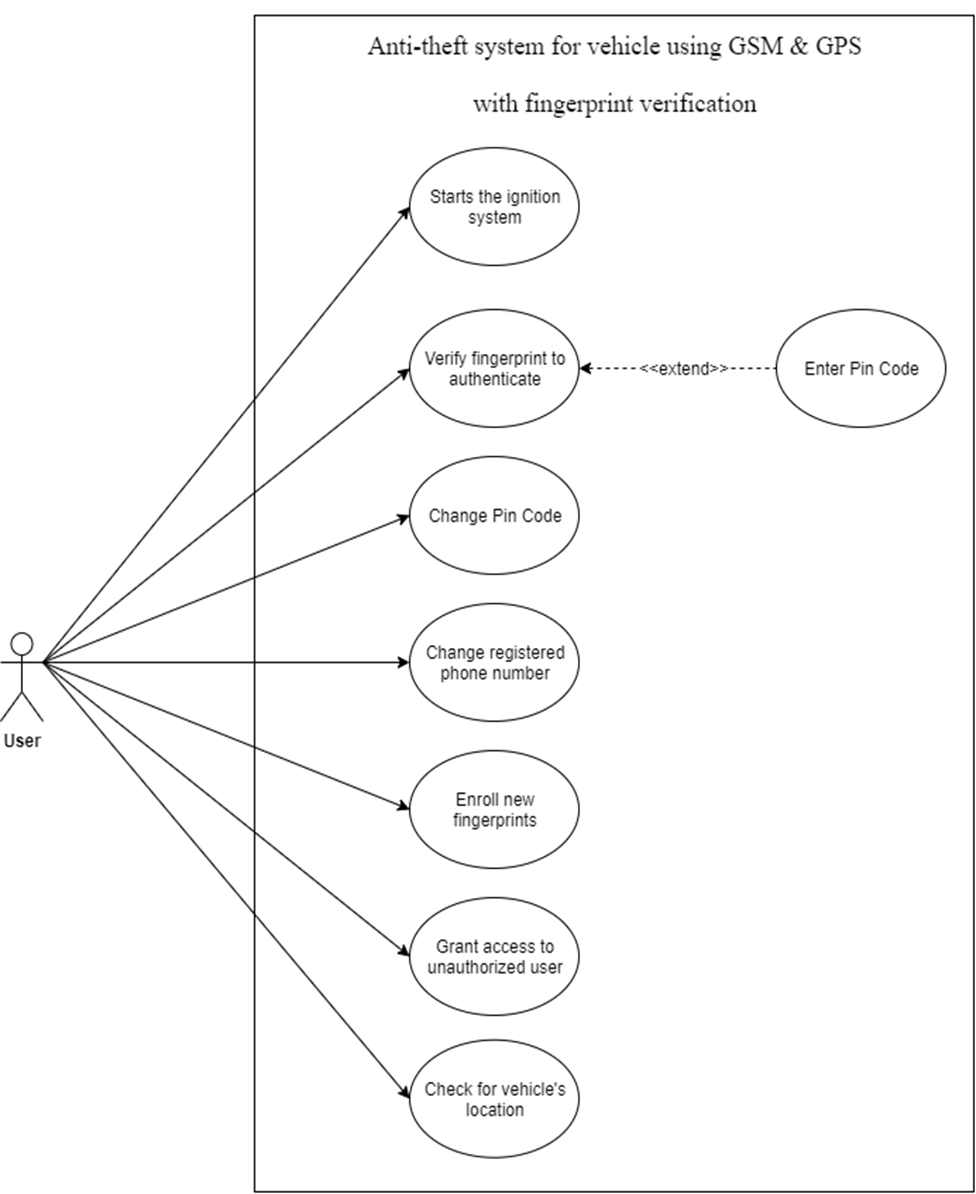 Anti-theft system for vehicle using GSM & GPS
with fingerprint verification
Starts the ignition
system
Verify fingerprint to
authenticate
<<extend>>
Enter Pin Code
Change Pin Code
Change registered
phone number
User
Enroll new
fingerprints
Grant access to
unauthorized user
Check for vehicle's
location